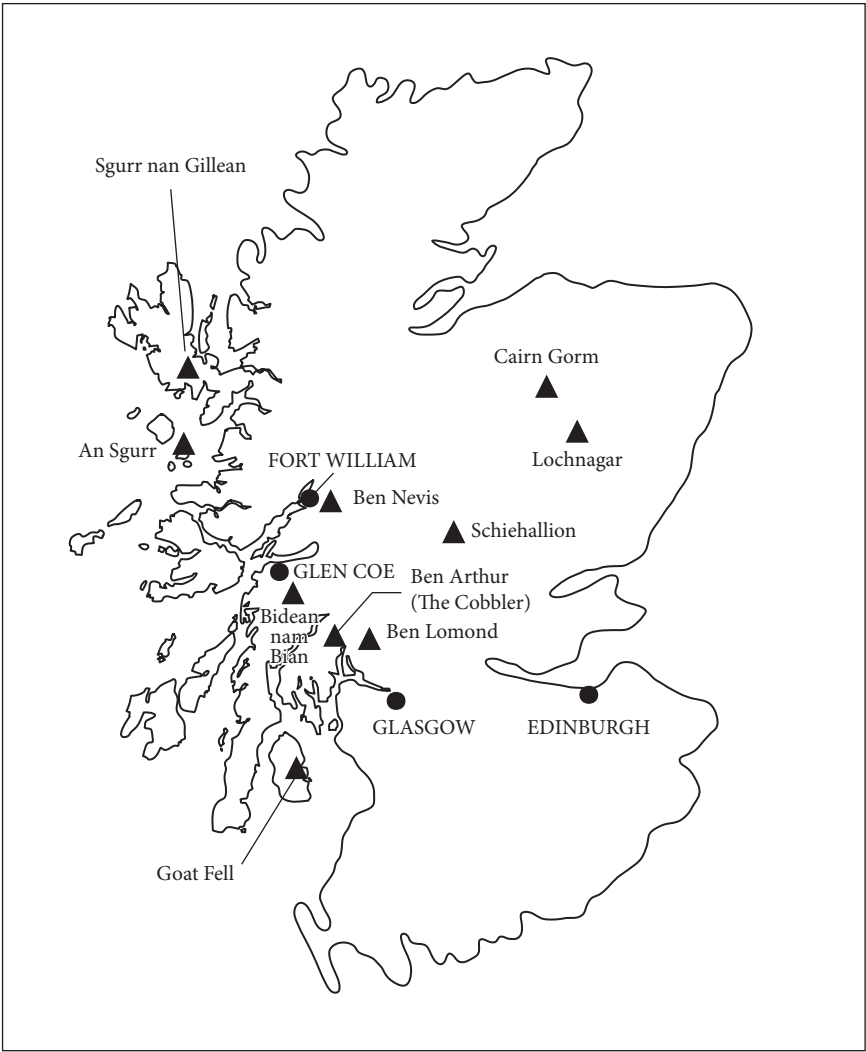 Sgurr nan Gillean
Cairn Gorm
Lochnagar
An Sgurr
FORT WILLIAM
Ben Nevis
Schiehallion
GLEN COE
Ben Arthur
(The Cobbler)
Bidean
nam
Bian
Ben Lomond
GLASGOW
EDINBURGH
Goat Fell